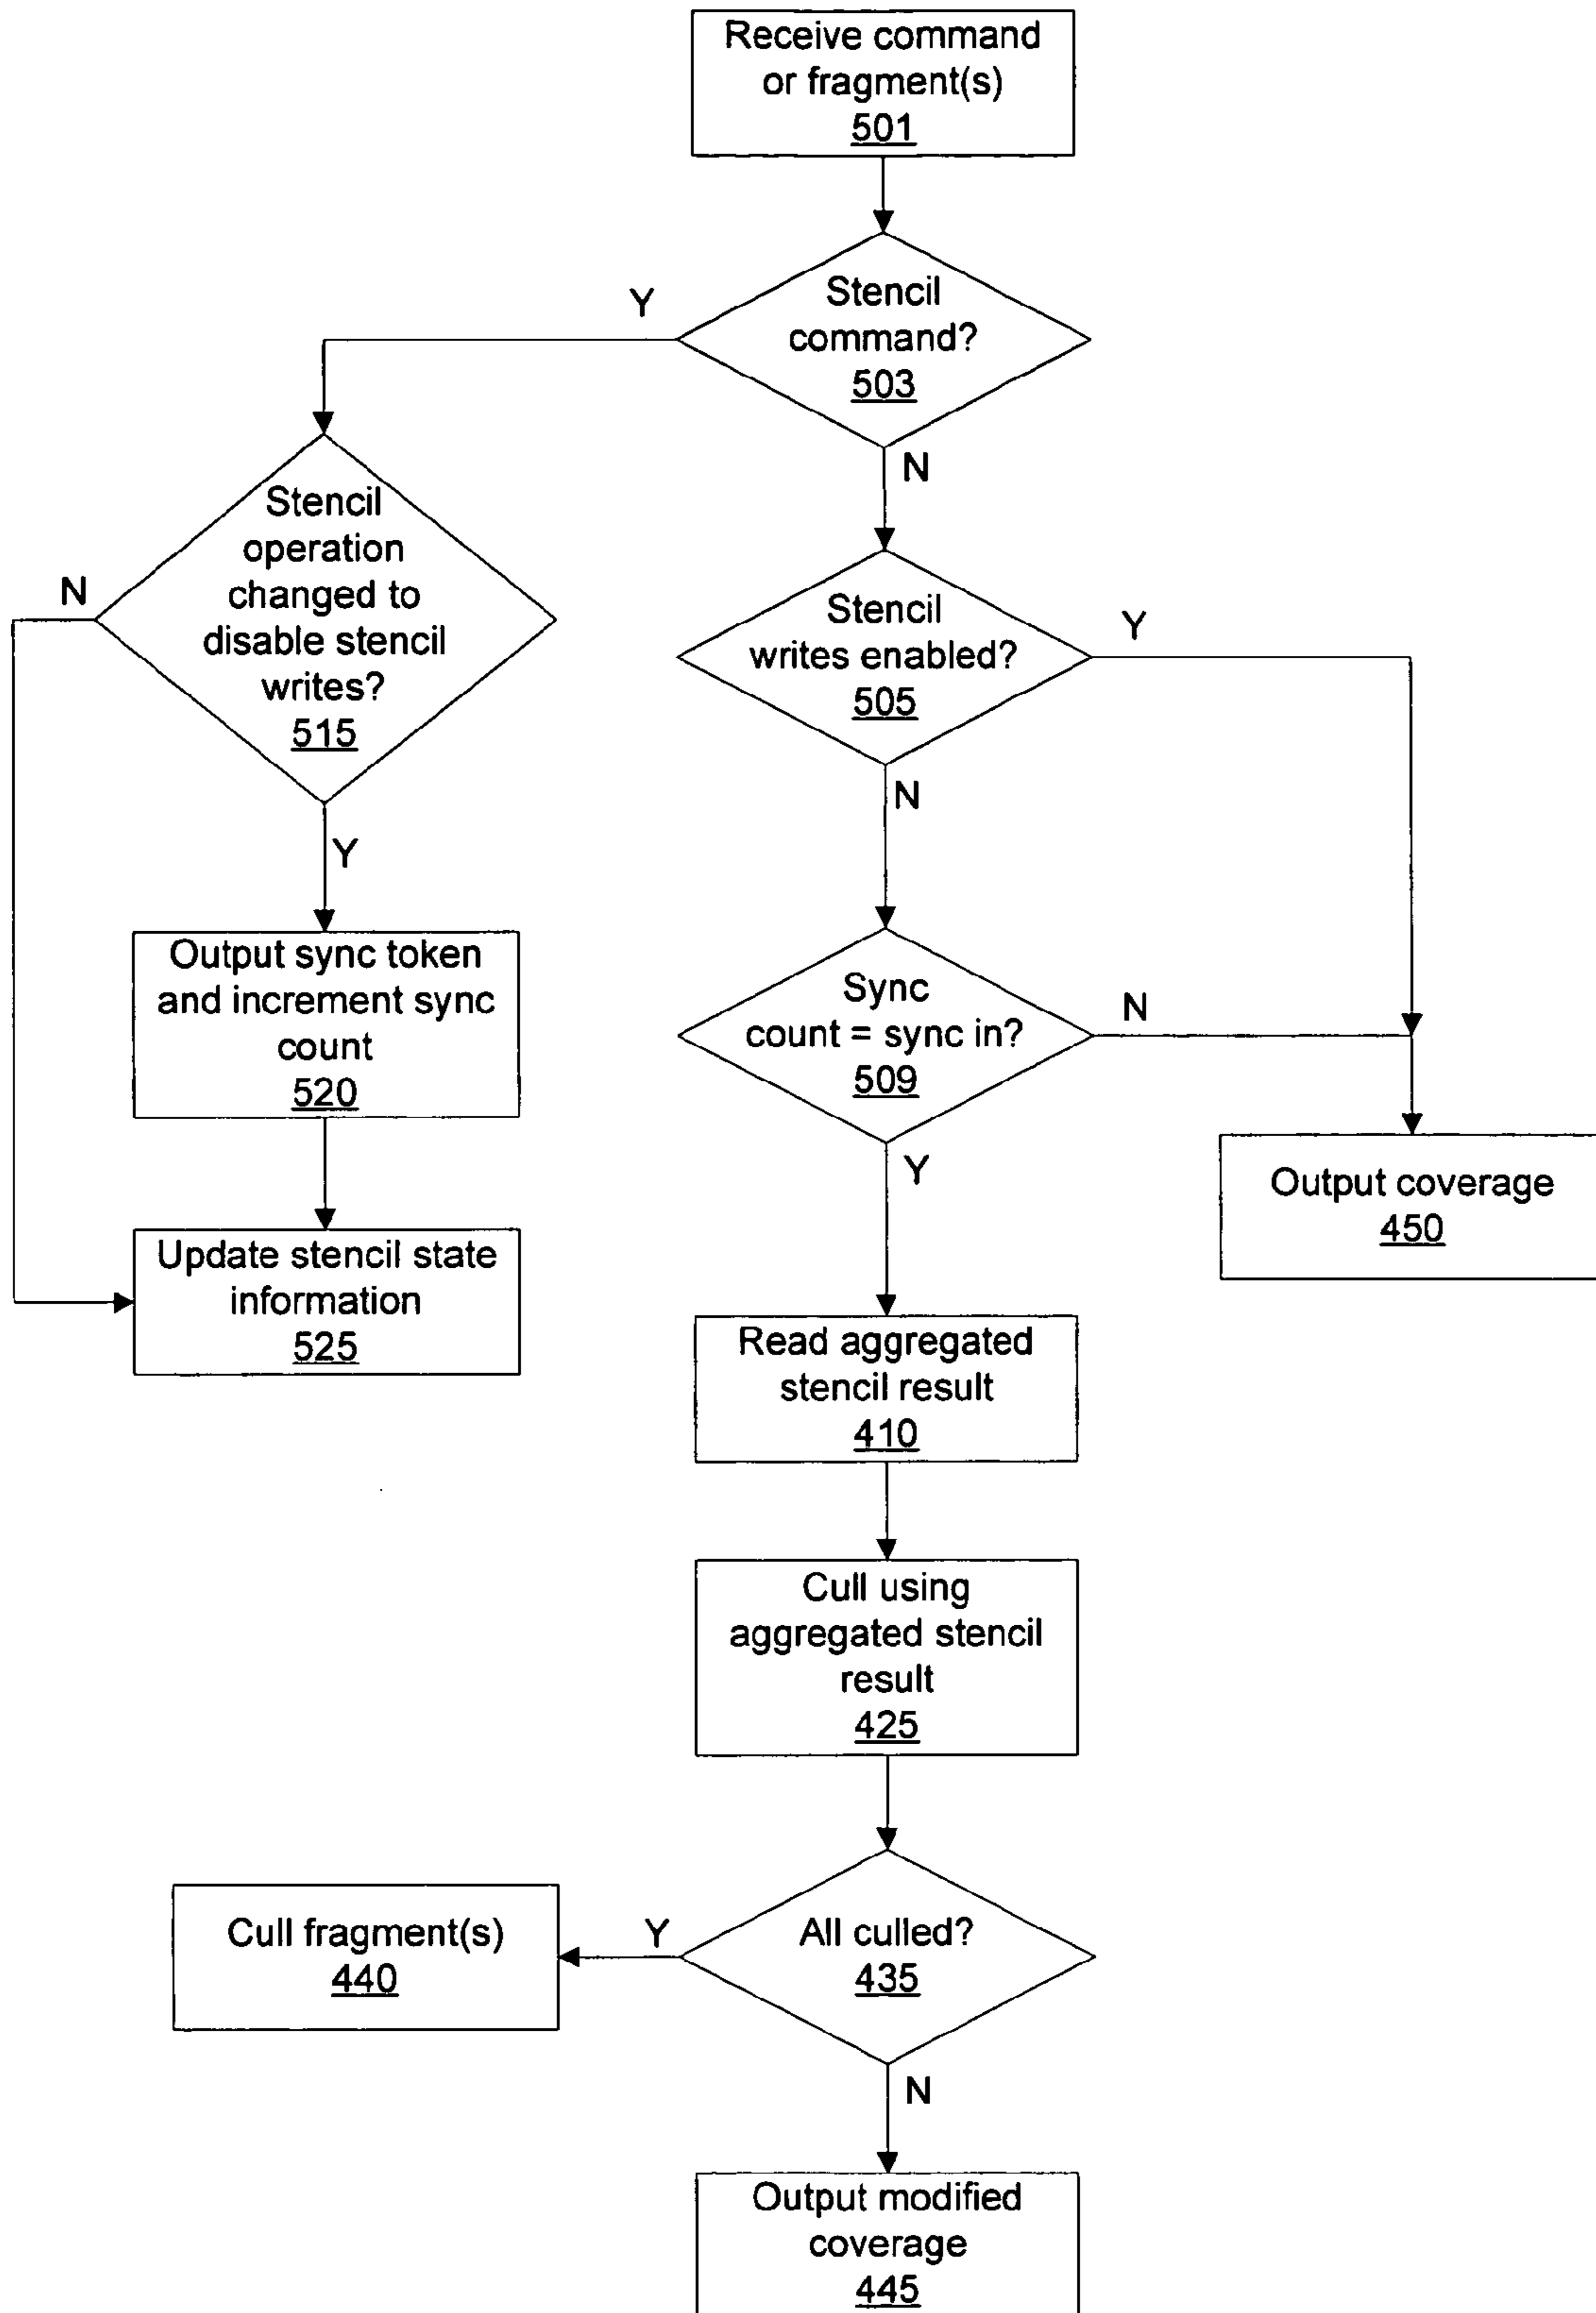 Receive command
or fragment(s)
501
Y
Stencil
command?
503
N
Stencil
operation
changed to
disable stencil
writes?
515
N
Y
Stencil
writes enabled?
505
Y
N
Output sync token
and increment sync
count
520
Sync
count = sync in?
509
N
Y
Output coverage
450
Update stencil state
information
525
Read aggregated
stencil result
410
Cull using
aggregated stencil
result
425
Cull fragment(s)
440
Y
All culled?
435
N
Output modified
coverage
445